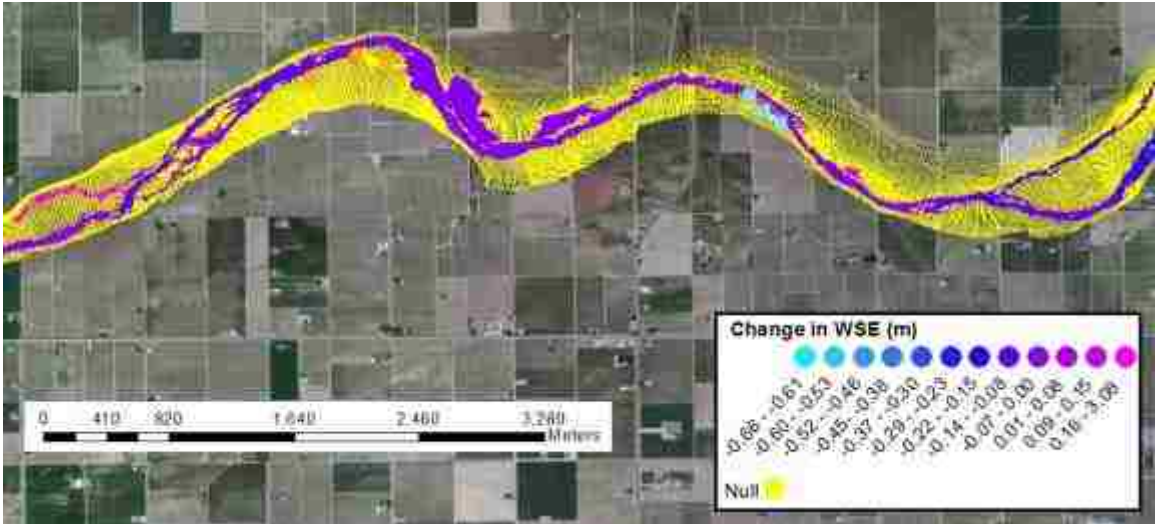 Change in WSE (m)
-0.66 - -0.61
-0.60 - -0.53
-0.52 - -0.46
-0.45 - -0.38
-0.37 - -0.30
-0.29 - -0.23
-0.22 - -0.15
-0.14 - -0.08
-0.07 - 0.00
0.01 - 0.08
0.09 - 0.15
0.16 - 3.09
Null
0 410 820 1,640 2,460 3,280
Meters